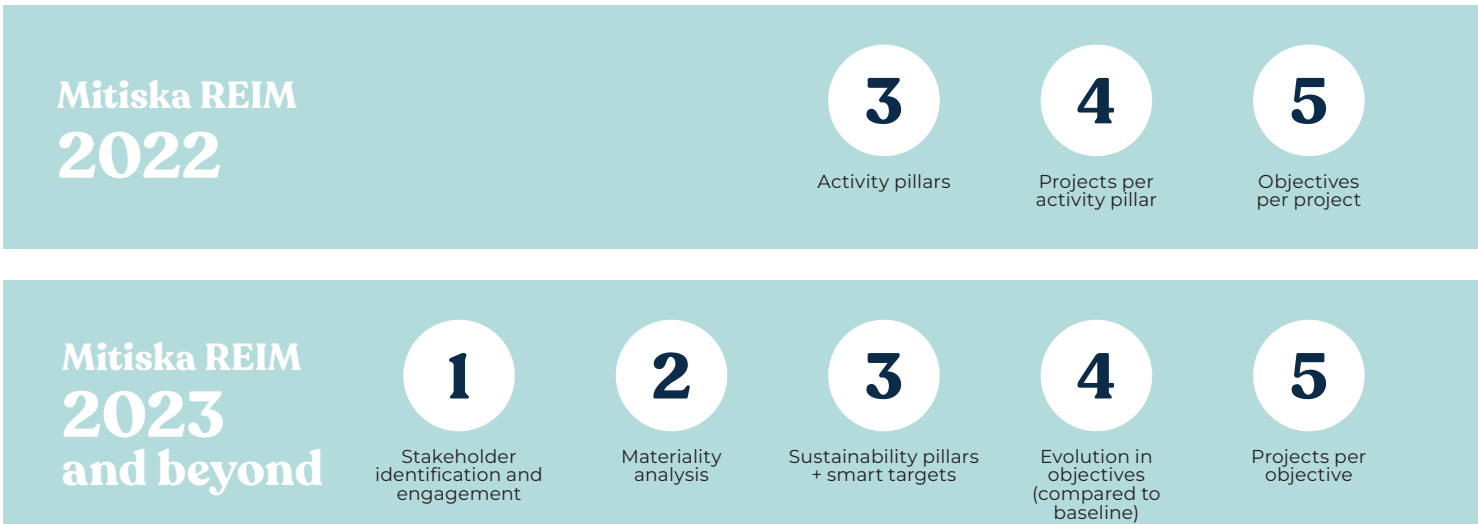 Mitiska REIM
2022
3
Activity pillars
4
Projects per
activity pillar
5
Objectives
per project
Mitiska REIM
2023
and beyond
1
Stakeholder
identification and
engagement
2
Materiality
analysis
3
Sustainability pillars
+ smart targets
4
Evolution in
objectives
(compared to
baseline)
5
Projects per
objective